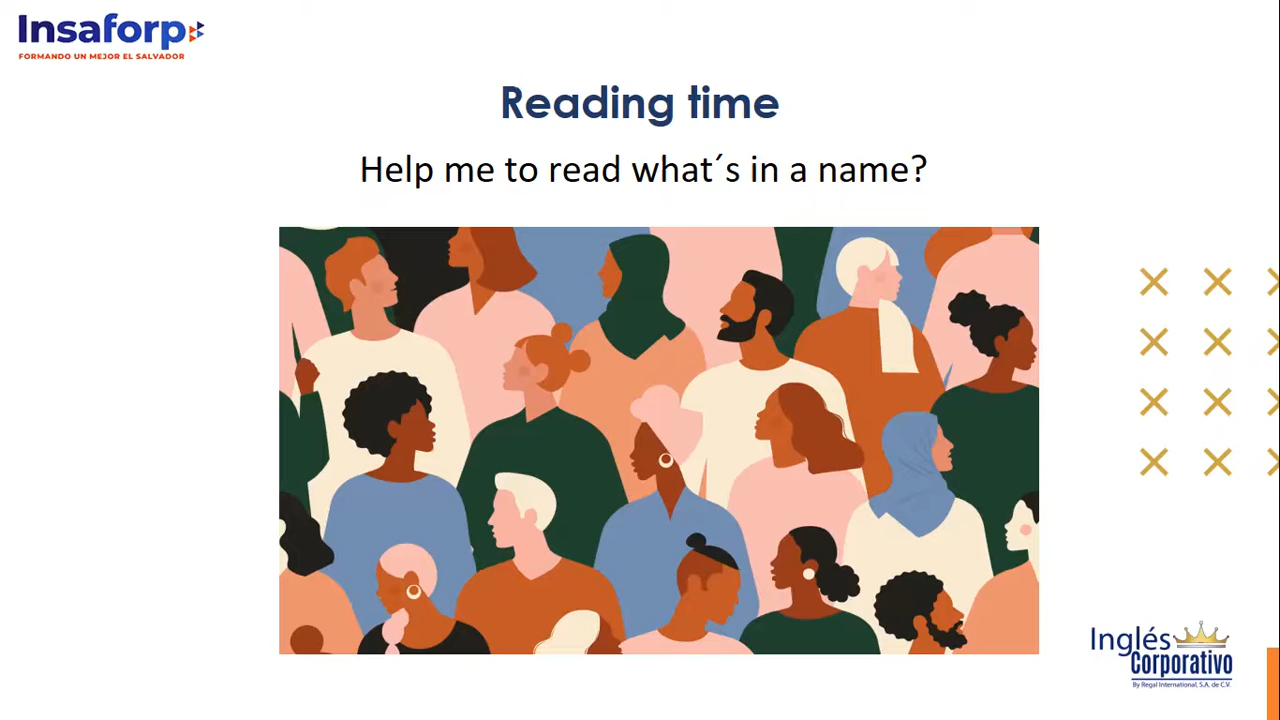 Insaforp
FORMANDO UN MEJOR EL SALVADOR
Reading time
Help me to read what´s in a name?
Inglés
Corporativo
By Regal International, S.A. de C.V.